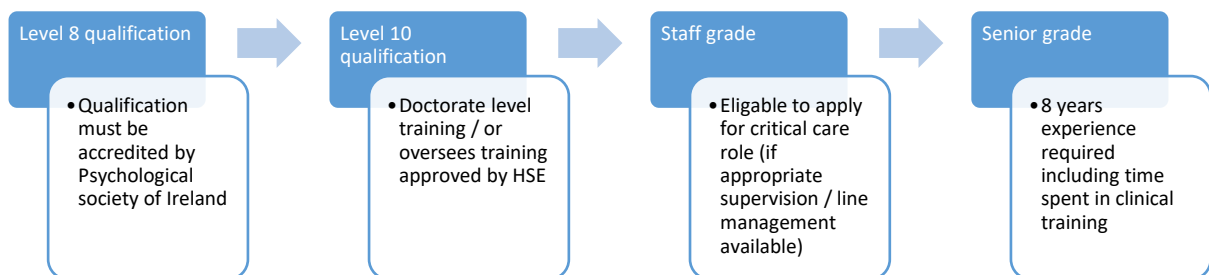 Level 8 qualification
•Qualification
must be
accredited by
Psychological
society of Ireland
Level 10
qualification
•Doctorate level
training / or
oversees training
approved by HSE
Staff grade
•Eligable to apply
for critical care
role (if
appropriate
supervision / line
management
available)
Senior grade
•8 years
experience
required
including time
spent in clinical
training